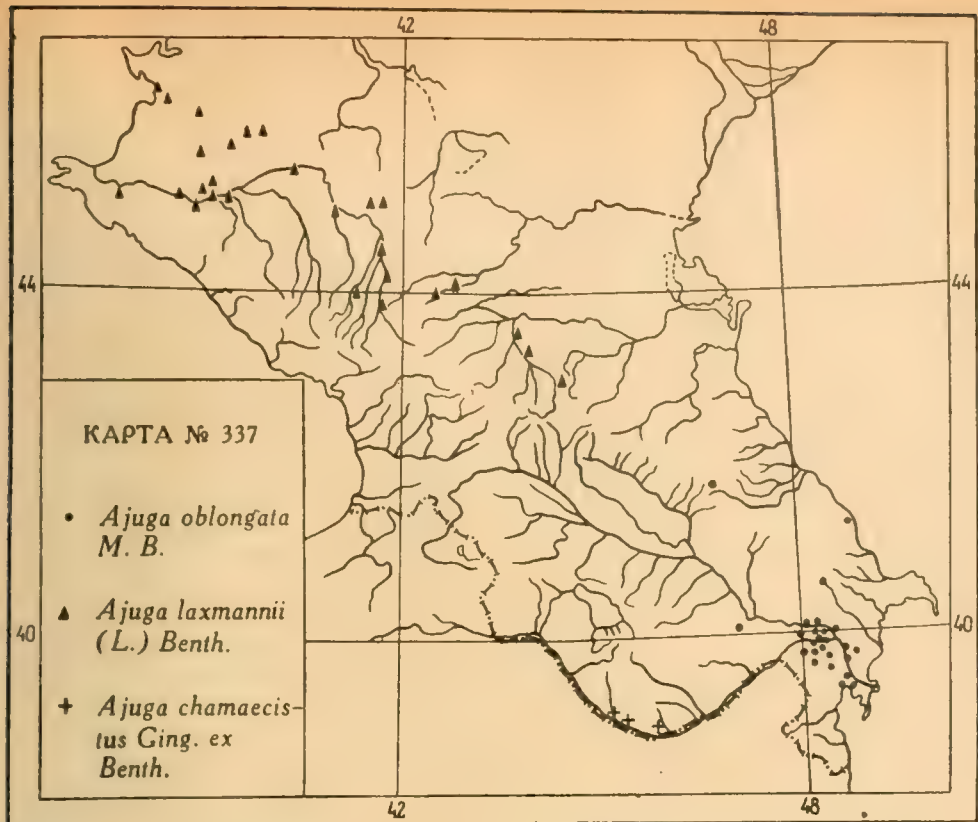 42 48
44 44
КАРТА № 337
• Ajuga oblongata
M. B.
▲ Ajuga laxmannii
(L.) Benth.
+ Ajuga chamaecis-
tus Ging. ex
Benth.
40 40
42 48